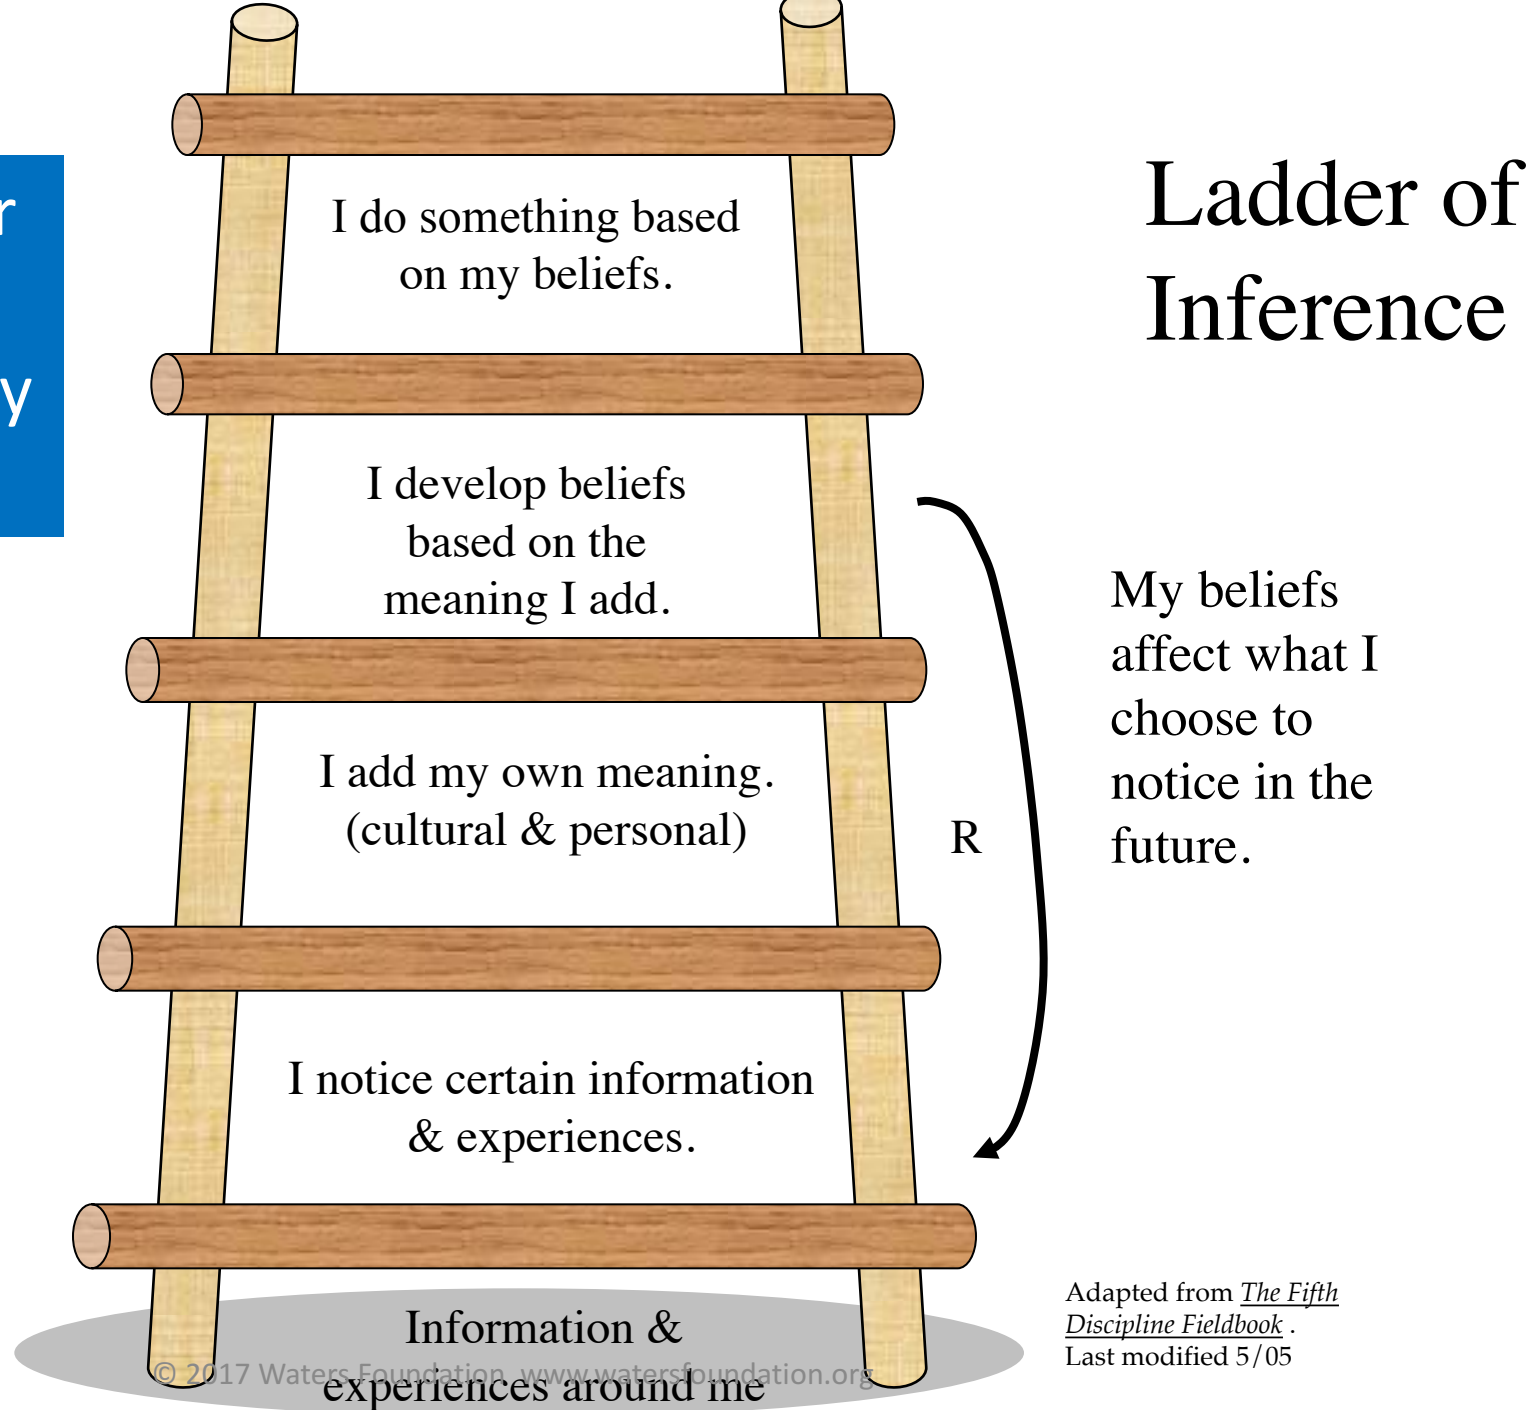 Ladder of
Inference
I do something based
on my beliefs.
I develop beliefs
based on the
meaning I add.
I add my own meaning.
(cultural & personal)
I notice certain information
& experiences.
Information &
experiences around me
R
My beliefs
affect what I
choose to
notice in the
future.
Adapted from The Fifth
Discipline Fieldbook .
Last modified 5/05
© 2017 Waters Foundation www.watersfoundation.org